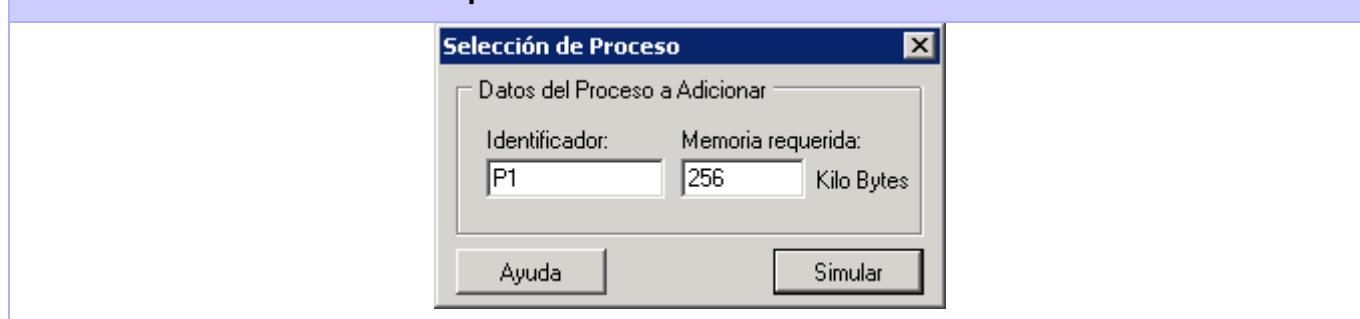 Selección de Proceso
Datos del Proceso a Adicionar
Identificador: Memoria requerida:
P1 256 Kilo Bytes
Ayuda Simular